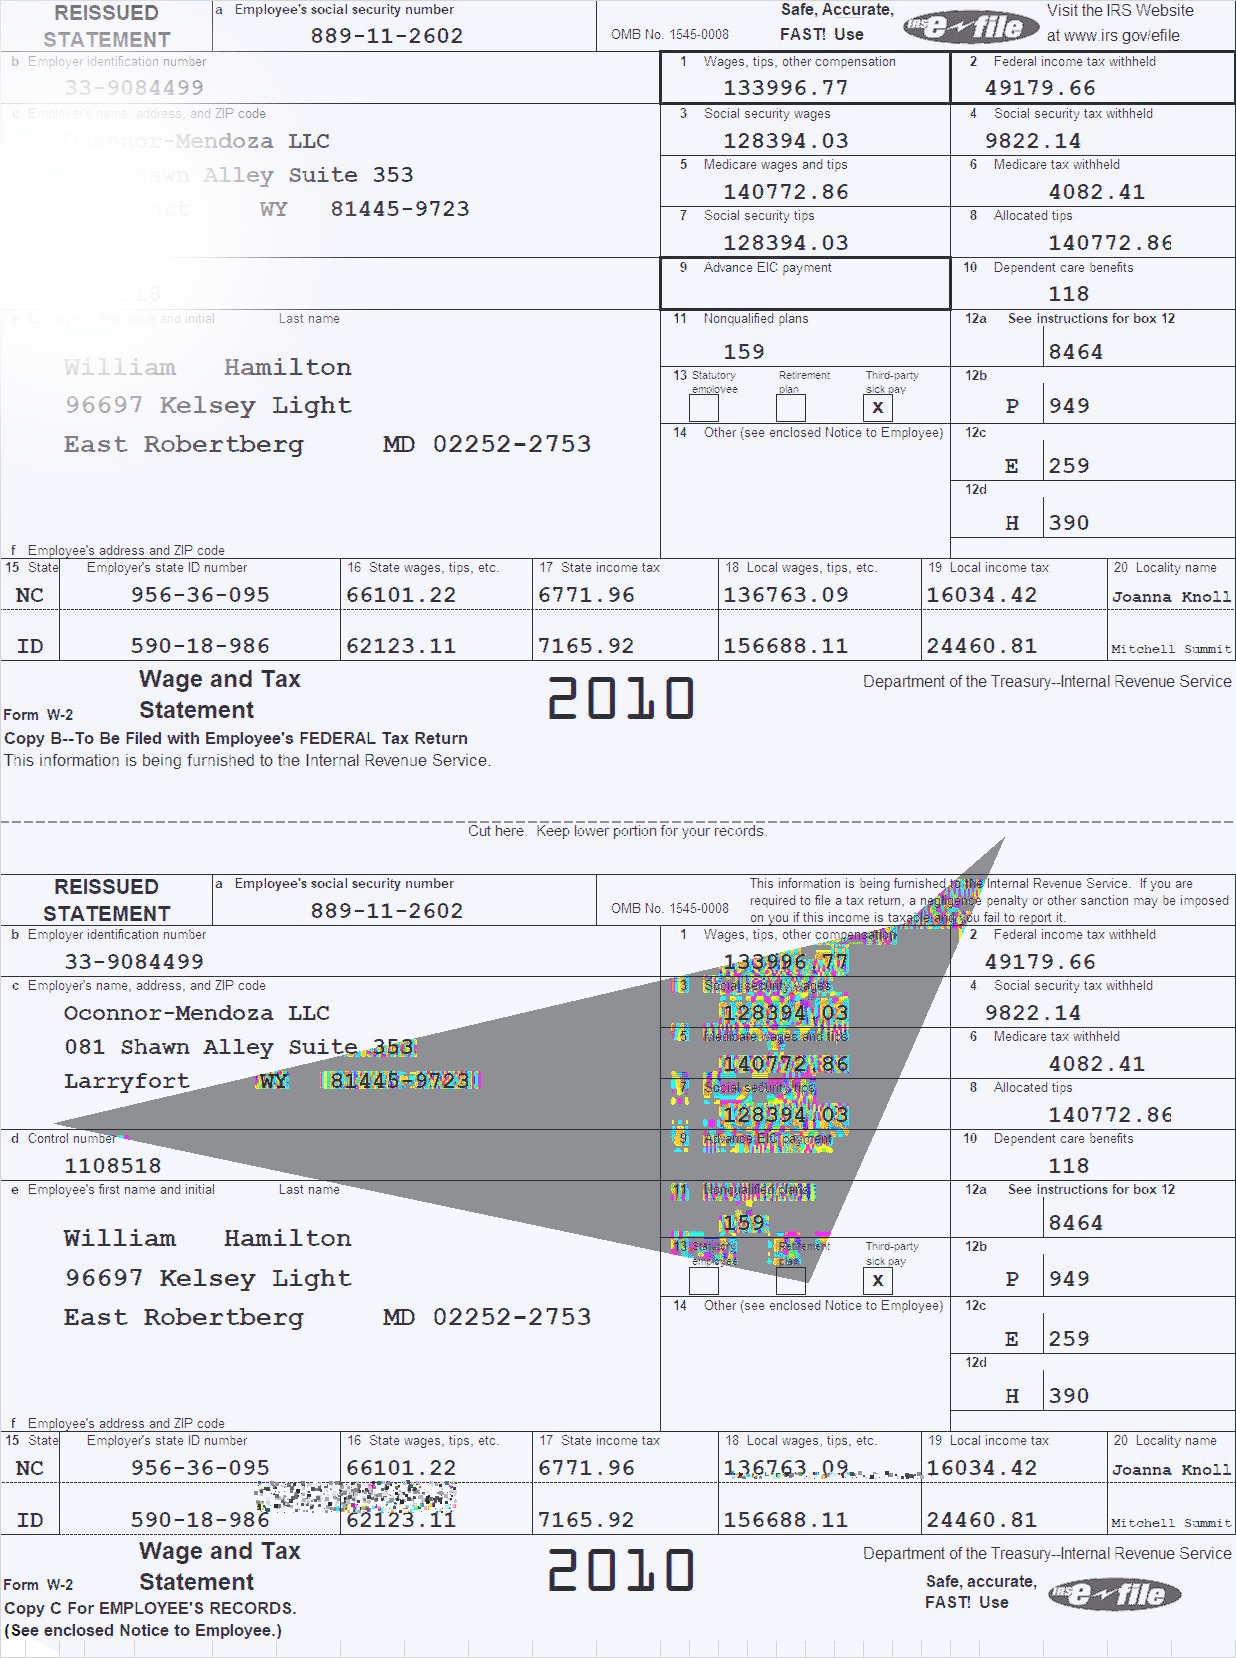 REISSUED STATEMENT
a Employee's social security number
889-11-2602
OMB No. 1545-0008
Safe, Accurate, FAST! Use
IRS e-file
Visit the IRS Website at www.irs.gov/efile
b Employer identification number
33-9084499
1 Wages, tips, other compensation
133996.77
2 Federal income tax withheld
49179.66
c Employer's name, address, and ZIP code
Oconnor-Mendoza LLC
Shawn Alley Suite 353
WY 81445-9723
3 Social security wages
128394.03
4 Social security tax withheld
9822.14
5 Medicare wages and tips
140772.86
6 Medicare tax withheld
4082.41
7 Social security tips
128394.03
8 Allocated tips
140772.86
9 Advance EIC payment
10 Dependent care benefits
118
e Employee's first name and initial Last name
William Hamilton
96697 Kelsey Light
East Robertberg MD 02252-2753
11 Nonqualified plans
159
12a See instructions for box 12
8464
13 Statutory employee Retirement plan Third-party sick pay
X
12b
P 949
14 Other (see enclosed Notice to Employee)
12c
E 259
12d
H 390
f Employee's address and ZIP code
15 State Employer's state ID number 16 State wages, tips, etc. 17 State income tax 18 Local wages, tips, etc. 19 Local income tax 20 Locality name
NC 956-36-095 66101.22 6771.96 136763.09 16034.42 Joanna Knoll
ID 590-18-986 62123.11 7165.92 156688.11 24460.81 Mitchell Summit
Form W-2 Wage and Tax Statement
2010
Department of the Treasury--Internal Revenue Service
Copy B--To Be Filed with Employee's FEDERAL Tax Return
This information is being furnished to the Internal Revenue Service.
Cut here. Keep lower portion for your records.
REISSUED STATEMENT
a Employee's social security number
889-11-2602
OMB No. 1545-0008
This information is being furnished to the Internal Revenue Service. If you are
required to file a tax return, a negligence penalty or other sanction may be imposed
on you if this income is taxable and you fail to report it.
b Employer identification number
33-9084499
1 Wages, tips, other compensation
133996.77
2 Federal income tax withheld
49179.66
c Employer's name, address, and ZIP code
Oconnor-Mendoza LLC
081 Shawn Alley Suite 353
Larryfort WY 81445-9723
3 Social security wages
128394.03
4 Social security tax withheld
9822.14
5 Medicare wages and tips
140772.86
6 Medicare tax withheld
4082.41
7 Social security tips
128394.03
8 Allocated tips
140772.86
d Control number
1108518
9 Advance EIC payment
10 Dependent care benefits
118
e Employee's first name and initial Last name
William Hamilton
96697 Kelsey Light
East Robertberg MD 02252-2753
11 Nonqualified plans
159
12a See instructions for box 12
8464
13 Statutory employee Retirement plan Third-party sick pay
X
12b
P 949
14 Other (see enclosed Notice to Employee)
12c
E 259
12d
H 390
f Employee's address and ZIP code
15 State Employer's state ID number 16 State wages, tips, etc. 17 State income tax 18 Local wages, tips, etc. 19 Local income tax 20 Locality name
NC 956-36-095 66101.22 6771.96 136763.09 16034.42 Joanna Knoll
ID 590-18-986 62123.11 7165.92 156688.11 24460.81 Mitchell Summit
Form W-2 Wage and Tax Statement
2010
Department of the Treasury--Internal Revenue Service
Safe, accurate, FAST! Use
IRS e-file
Copy C For EMPLOYEE'S RECORDS.
(See enclosed Notice to Employee.)